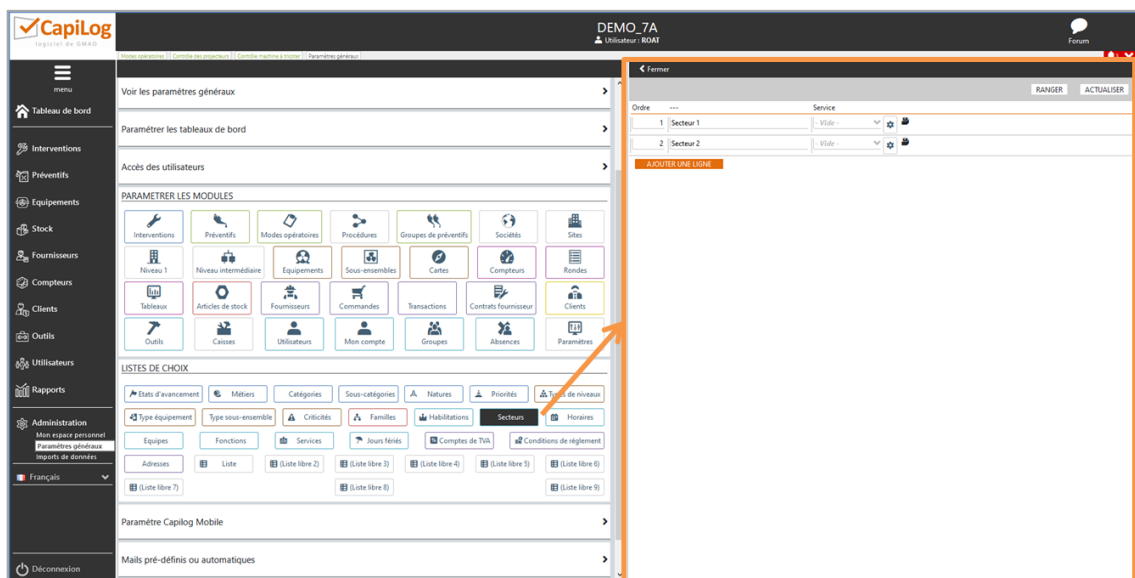 CapiLog
logiciel de GMAO
DEMO_7A
Utilisateur : ROAT
Forum
Modes opératoires
Contrôle des projecteurs
Contrôle machine à tricoter
Paramètres généraux
menu
Tableau de bord
Interventions
Préventifs
Equipements
Stock
Fournisseurs
Compteurs
Clients
Outils
Utilisateurs
Rapports
Administration
Mon espace personnel
Paramètres généraux
Imports de données
Français
Déconnexion
Voir les paramètres généraux
Paramétrer les tableaux de bord
Accès des utilisateurs
PARAMETRER LES MODULES
Interventions Préventifs Modes opératoires Procédures Groupes de préventifs Sociétés Sites
Niveau 1 Niveau intermédiaire Equipements Sous-ensembles Cartes Compteurs Rondes
Tableaux Articles de stock Fournisseurs Commandes Transactions Contrats fournisseur Clients
Outils Caisses Utilisateurs Mon compte Groupes Absences Paramètres
LISTES DE CHOIX
Etats d'avancement Métiers Catégories Sous-catégories Natures Priorités Types de niveaux
Type équipement Type sous-ensemble Criticités Familles Habilitations Secteurs Horaires
Equipes Fonctions Services Jours fériés Comptes de TVA Conditions de réglement
Adresses Liste (Liste libre 2) (Liste libre 3) (Liste libre 4) (Liste libre 5) (Liste libre 6)
(Liste libre 7) (Liste libre 8) (Liste libre 9)
Paramètre Capilog Mobile
Mails pré-définis ou automatiques
Fermer
RANGER ACTUALISER
Ordre --- Service
1 Secteur 1 - Vide -
2 Secteur 2 - Vide -
AJOUTER UNE LIGNE